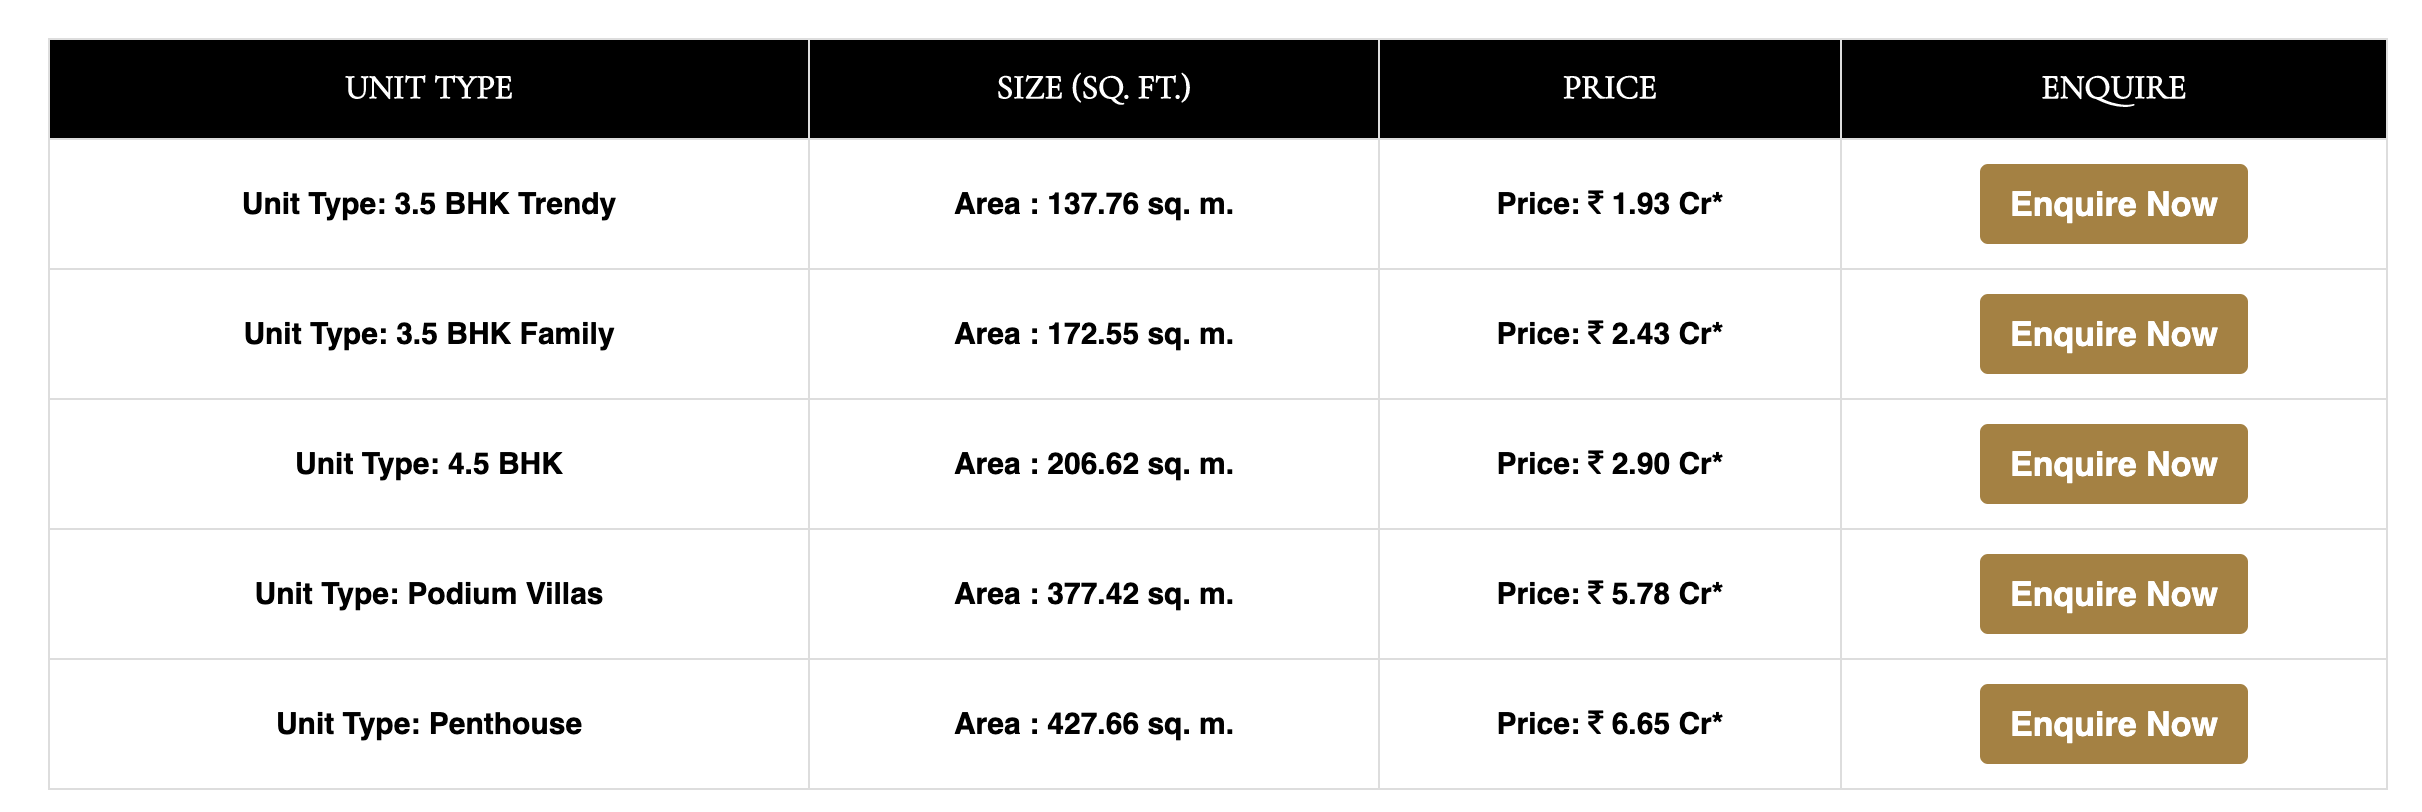 UNIT TYPE SIZE (SQ. FT.) PRICE ENQUIRE
Unit Type: 3.5 BHK Trendy Area : 137.76 sq. m. Price: ₹ 1.93 Cr* Enquire Now
Unit Type: 3.5 BHK Family Area : 172.55 sq. m. Price: ₹ 2.43 Cr* Enquire Now
Unit Type: 4.5 BHK Area : 206.62 sq. m. Price: ₹ 2.90 Cr* Enquire Now
Unit Type: Podium Villas Area : 377.42 sq. m. Price: ₹ 5.78 Cr* Enquire Now
Unit Type: Penthouse Area : 427.66 sq. m. Price: ₹ 6.65 Cr* Enquire Now